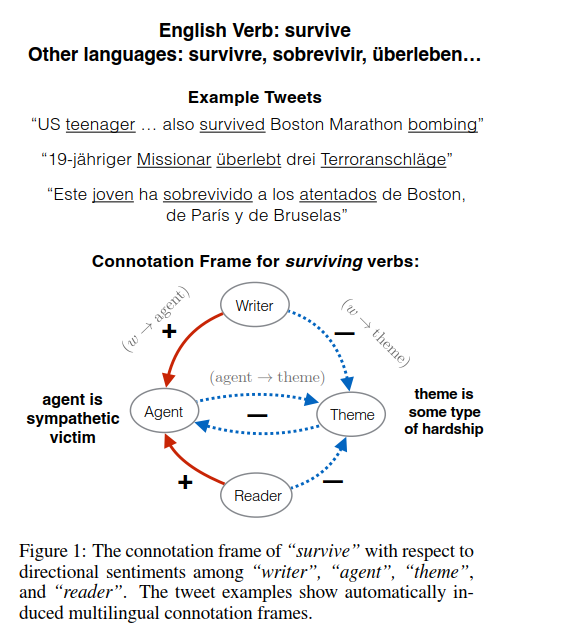 English Verb: survive
Other languages: survivre, sobrevivir, überleben…
Example Tweets
“US teenager … also survived Boston Marathon bombing”
“19-jähriger Missionar überlebt drei Terroranschläge”
“Este joven ha sobrevivido a los atentados de Boston,
de París y de Bruselas”
Connotation Frame for surviving verbs:
Writer
(w → agent)
+
(w → theme)
–
(agent → theme)
agent is
sympathetic
victim
Agent
–
Theme
theme is
some type
of hardship
+
Reader
–
Figure 1: The connotation frame of “survive” with respect to
directional sentiments among “writer”, “agent”, “theme”,
and “reader”. The tweet examples show automatically in-
duced multilingual connotation frames.